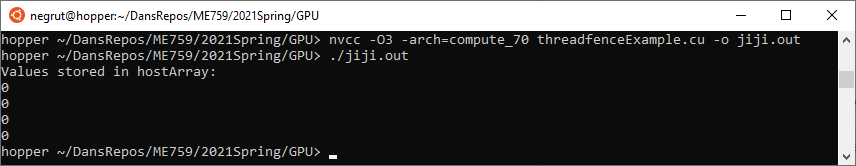 negrut@hopper: ~/DansRepos/ME759/2021Spring/GPU
hopper ~/DansRepos/ME759/2021Spring/GPU> nvcc -O3 -arch=compute_70 threadfenceExample.cu -o jiji.out
hopper ~/DansRepos/ME759/2021Spring/GPU> ./jiji.out
Values stored in hostArray:
0
0
0
0
hopper ~/DansRepos/ME759/2021Spring/GPU>